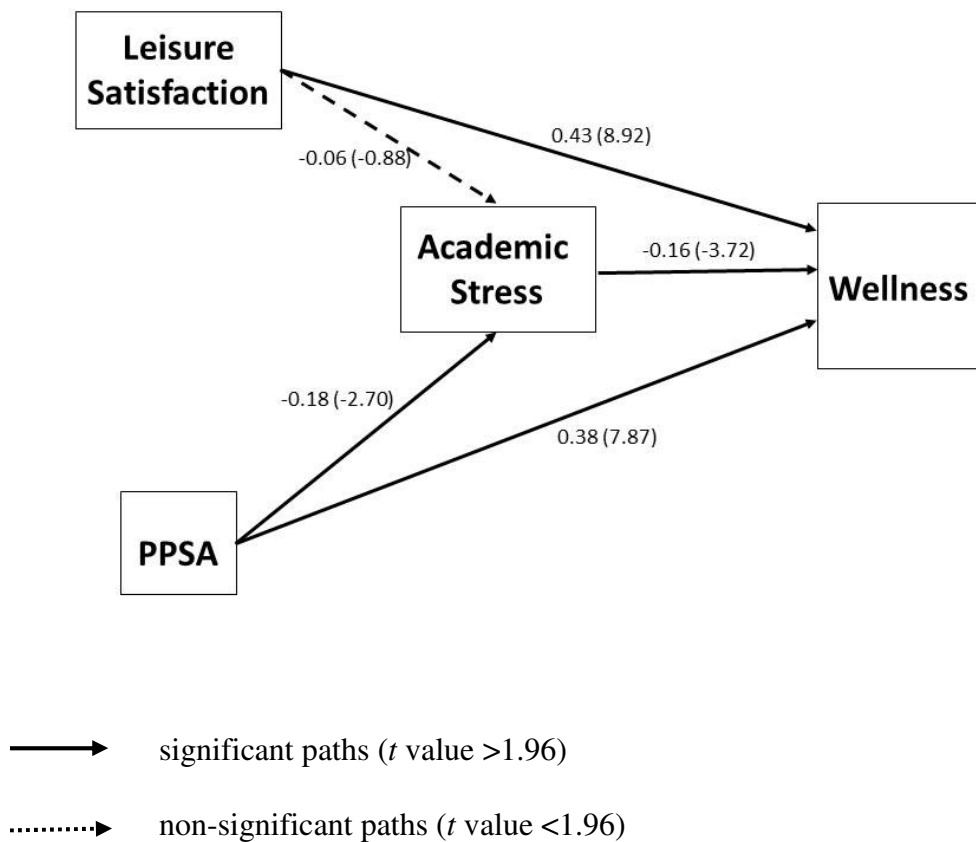 Leisure
Satisfaction
0.43 (8.92)
-0.06 (-0.88)
Academic
Stress
-0.16 (-3.72)
Wellness
-0.18 (-2.70)
0.38 (7.87)
PPSA
significant paths (t value >1.96)
non-significant paths (t value <1.96)